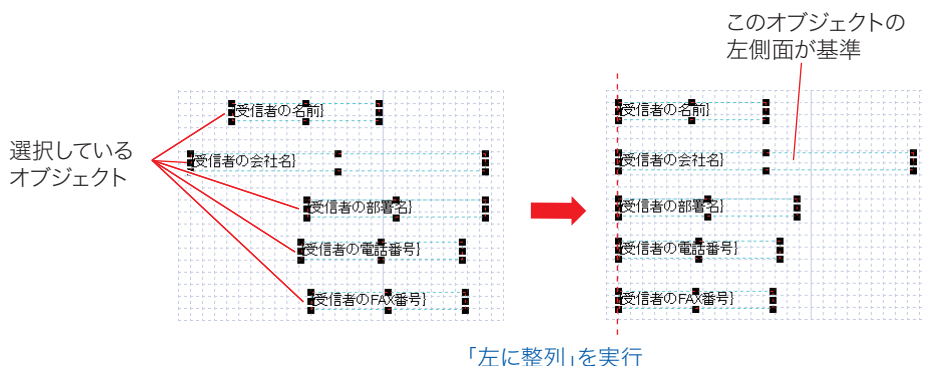 このオブジェクトの
左側面が基準
選択している
オブジェクト
{受信者の名前}
{受信者の会社名}
{受信者の部署名}
{受信者の電話番号}
{受信者のFAX番号}
{受信者の名前}
{受信者の会社名}
{受信者の部署名}
{受信者の電話番号}
{受信者のFAX番号}
「左に整列」を実行